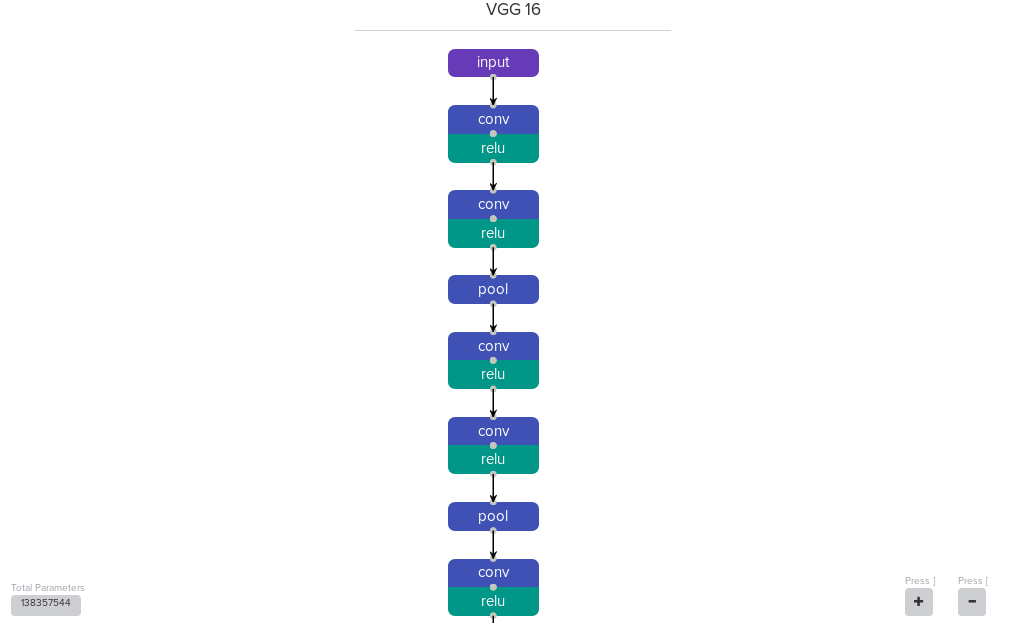 VGG 16
input
conv
relu
conv
relu
pool
conv
relu
conv
relu
pool
conv
relu
Total Parameters
138357544
Press ]
+
Press [
-